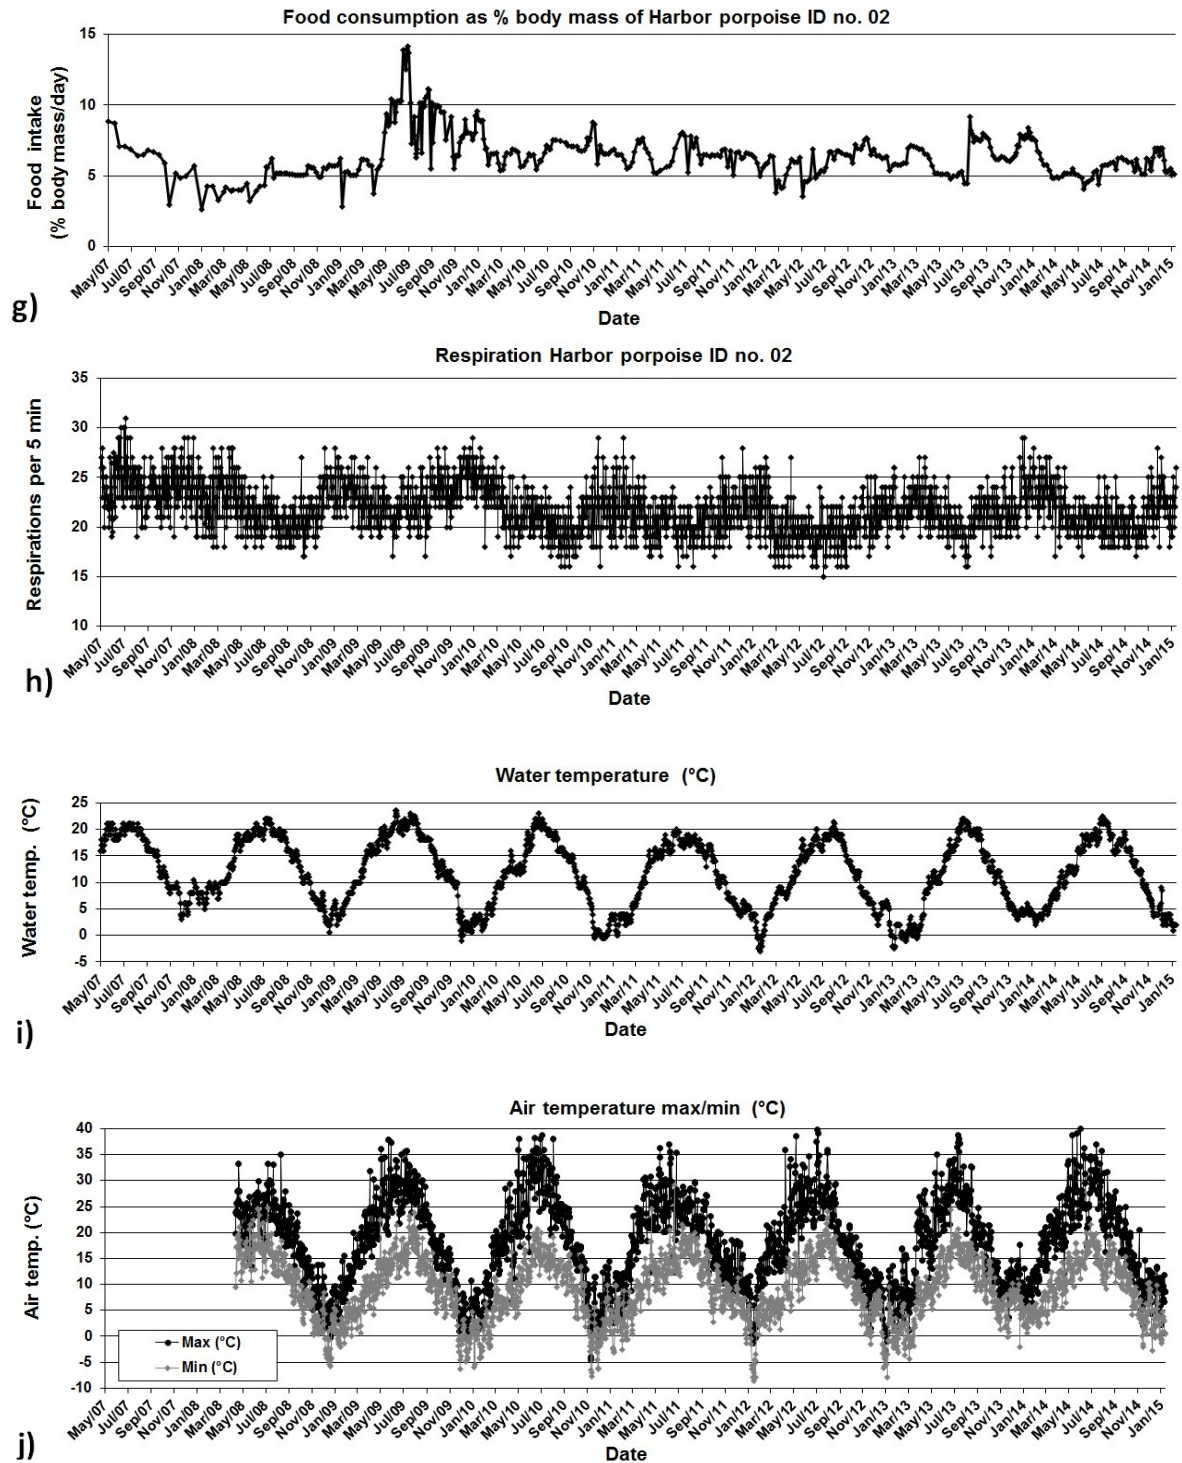 Food consumption as % body mass of Harbor porpoise ID no. 02
Food intake
(% body mass/day)
15
10
5
0
May/07 Jul/07 Sep/07 Nov/07 Jan/08 Mar/08 May/08 Jul/08 Sep/08 Nov/08 Jan/09 Mar/09 May/09 Jul/09 Sep/09 Nov/09 Jan/10 Mar/10 May/10 Jul/10 Sep/10 Nov/10 Jan/11 Mar/11 May/11 Jul/11 Sep/11 Nov/11 Jan/12 Mar/12 May/12 Jul/12 Sep/12 Nov/12 Jan/13 Mar/13 May/13 Jul/13 Sep/13 Nov/13 Jan/14 Mar/14 May/14 Jul/14 Sep/14 Nov/14 Jan/15
g)
Date
Respiration Harbor porpoise ID no. 02
Respirations per 5 min
35
30
25
20
15
10
May/07 Jul/07 Sep/07 Nov/07 Jan/08 Mar/08 May/08 Jul/08 Sep/08 Nov/08 Jan/09 Mar/09 May/09 Jul/09 Sep/09 Nov/09 Jan/10 Mar/10 May/10 Jul/10 Sep/10 Nov/10 Jan/11 Mar/11 May/11 Jul/11 Sep/11 Nov/11 Jan/12 Mar/12 May/12 Jul/12 Sep/12 Nov/12 Jan/13 Mar/13 May/13 Jul/13 Sep/13 Nov/13 Jan/14 Mar/14 May/14 Jul/14 Sep/14 Nov/14 Jan/15
h)
Date
Water temperature (°C)
Water temp. (°C)
25
20
15
10
5
0
-5
May/07 Jul/07 Sep/07 Nov/07 Jan/08 Mar/08 May/08 Jul/08 Sep/08 Nov/08 Jan/09 Mar/09 May/09 Jul/09 Sep/09 Nov/09 Jan/10 Mar/10 May/10 Jul/10 Sep/10 Nov/10 Jan/11 Mar/11 May/11 Jul/11 Sep/11 Nov/11 Jan/12 Mar/12 May/12 Jul/12 Sep/12 Nov/12 Jan/13 Mar/13 May/13 Jul/13 Sep/13 Nov/13 Jan/14 Mar/14 May/14 Jul/14 Sep/14 Nov/14 Jan/15
i)
Date
Air temperature max/min (°C)
Air temp. (°C)
40
35
30
25
20
15
10
5
0
-5
-10
Max (°C)
Min (°C)
May/07 Jul/07 Sep/07 Nov/07 Jan/08 Mar/08 May/08 Jul/08 Sep/08 Nov/08 Jan/09 Mar/09 May/09 Jul/09 Sep/09 Nov/09 Jan/10 Mar/10 May/10 Jul/10 Sep/10 Nov/10 Jan/11 Mar/11 May/11 Jul/11 Sep/11 Nov/11 Jan/12 Mar/12 May/12 Jul/12 Sep/12 Nov/12 Jan/13 Mar/13 May/13 Jul/13 Sep/13 Nov/13 Jan/14 Mar/14 May/14 Jul/14 Sep/14 Nov/14 Jan/15
j)
Date